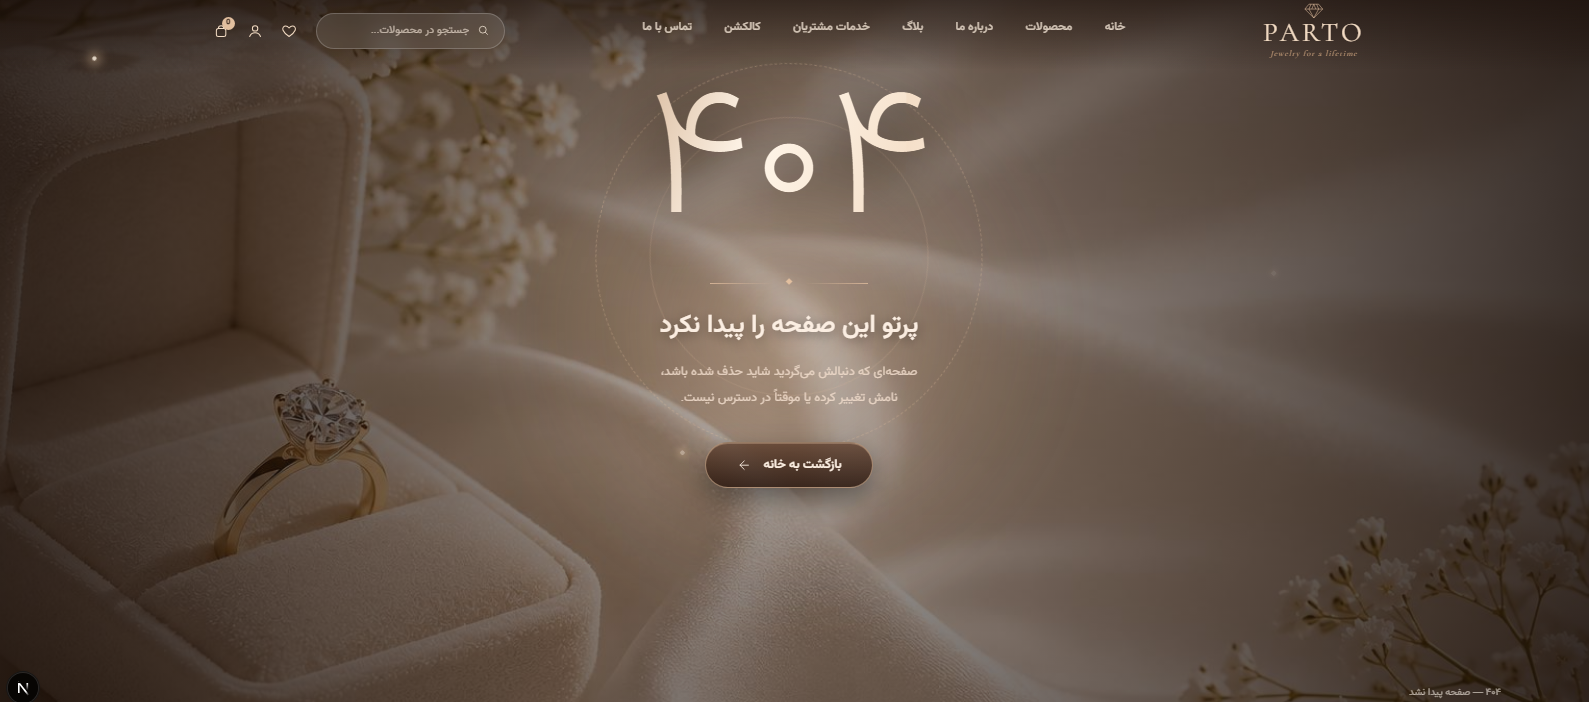 PARTO
Jewelry for a lifetime
خانه
محصولات
درباره ما
بلاگ
خدمات مشتریان
کالکشن
تماس با ما
جستجو در محصولات...
0
۴۰۴
پرتو این صفحه را پیدا نکرد
صفحه‌ای که دنبالش می‌گردید شاید حذف شده باشد،
نامش تغییر کرده یا موقتاً در دسترس نیست.
بازگشت به خانه
۴۰۴ — صفحه پیدا نشد
N